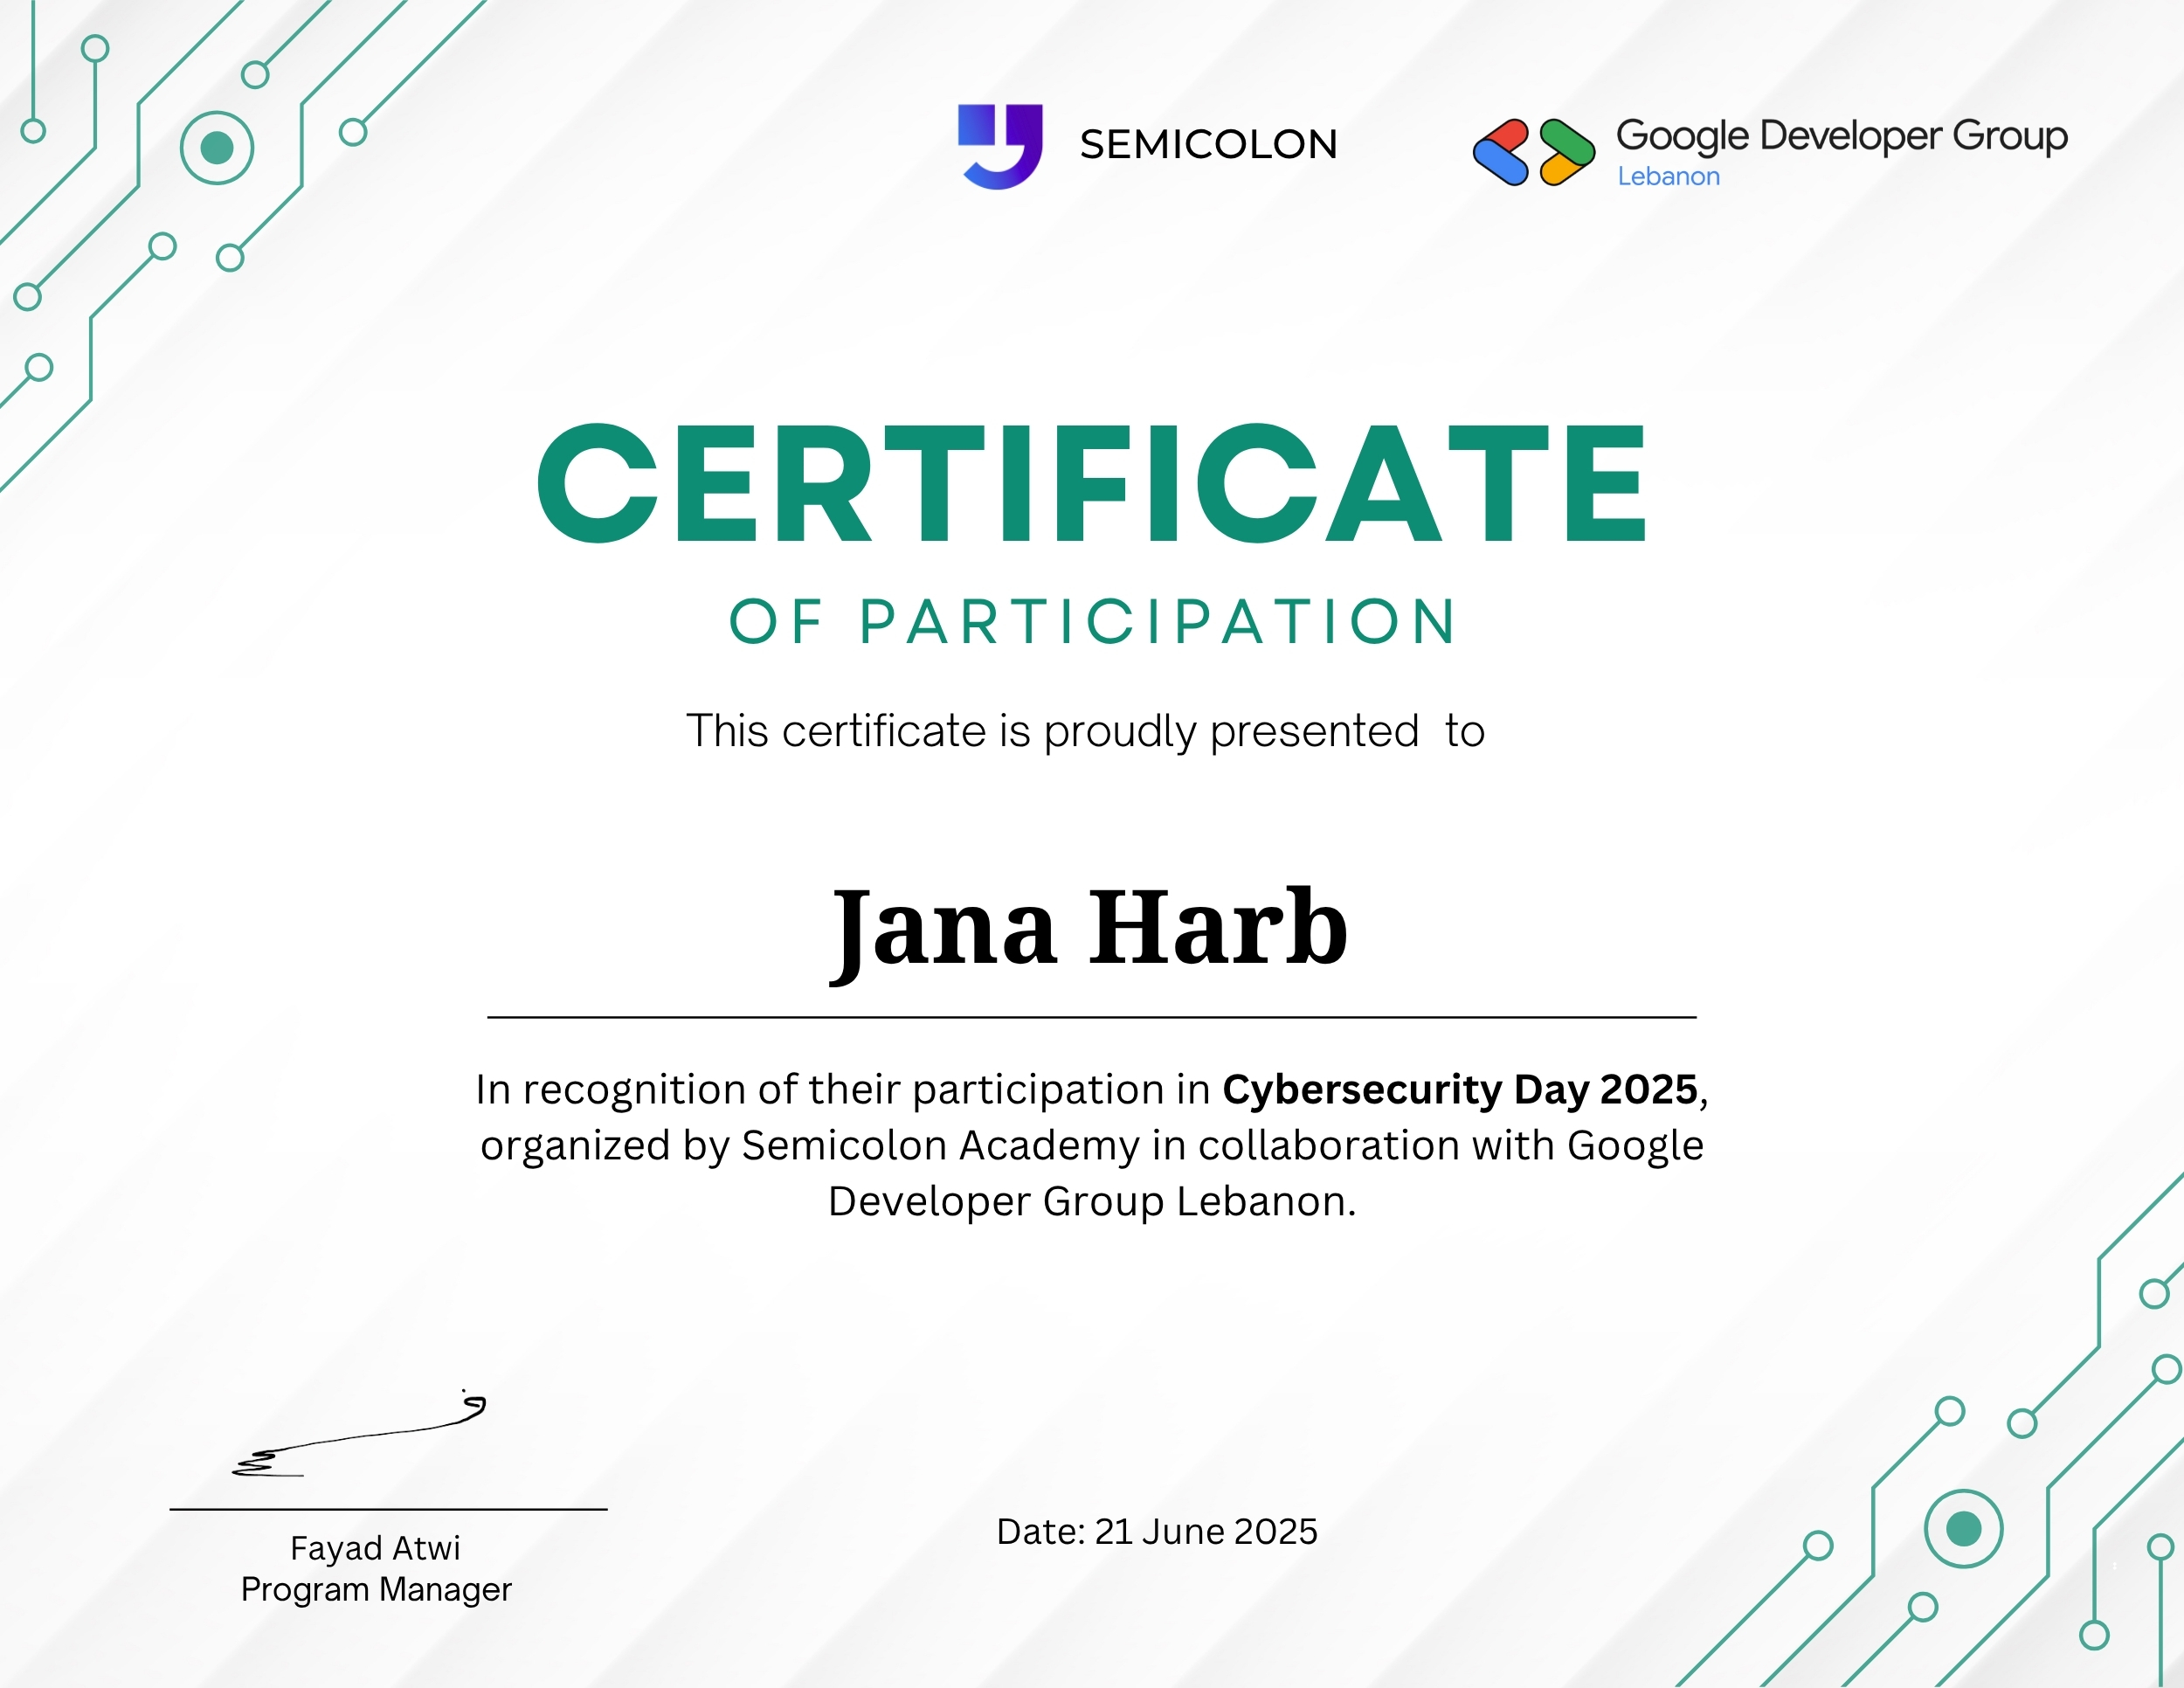 SEMICOLON
Google Developer Group
Lebanon
CERTIFICATE
OF PARTICIPATION
This certificate is proudly presented  to
Jana Harb
In recognition of their participation in Cybersecurity Day 2025,
organized by Semicolon Academy in collaboration with Google
Developer Group Lebanon.
Fayad Atwi
Program Manager
Date: 21 June 2025